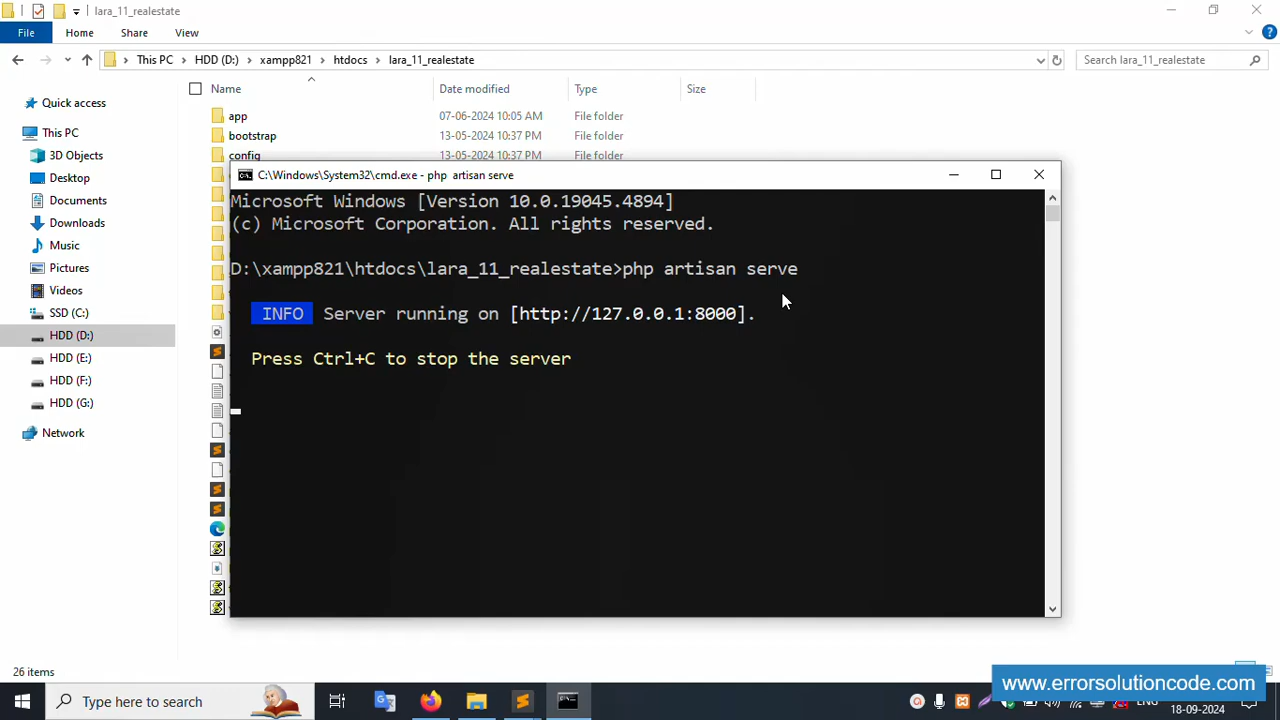 lara_11_realestate
File Home Share View
This PC HDD (D:) xampp821 htdocs lara_11_realestate Search lara_11_realestate
Name Date modified Type Size
Quick access
This PC
3D Objects
Desktop
Documents
Downloads
Music
Pictures
Videos
SSD (C:)
HDD (D:)
HDD (E:)
HDD (F:)
HDD (G:)
Network
app 07-06-2024 10:05 AM File folder
bootstrap 13-05-2024 10:37 PM File folder
config 13-05-2024 10:37 PM File folder
C:\Windows\System32\cmd.exe - php artisan serve
Microsoft Windows [Version 10.0.19045.4894]
(c) Microsoft Corporation. All rights reserved.
D:\xampp821\htdocs\lara_11_realestate>php artisan serve
INFO Server running on [http://127.0.0.1:8000].
Press Ctrl+C to stop the server
26 items
Type here to search
www.errorsolutioncode.com
18-09-2024